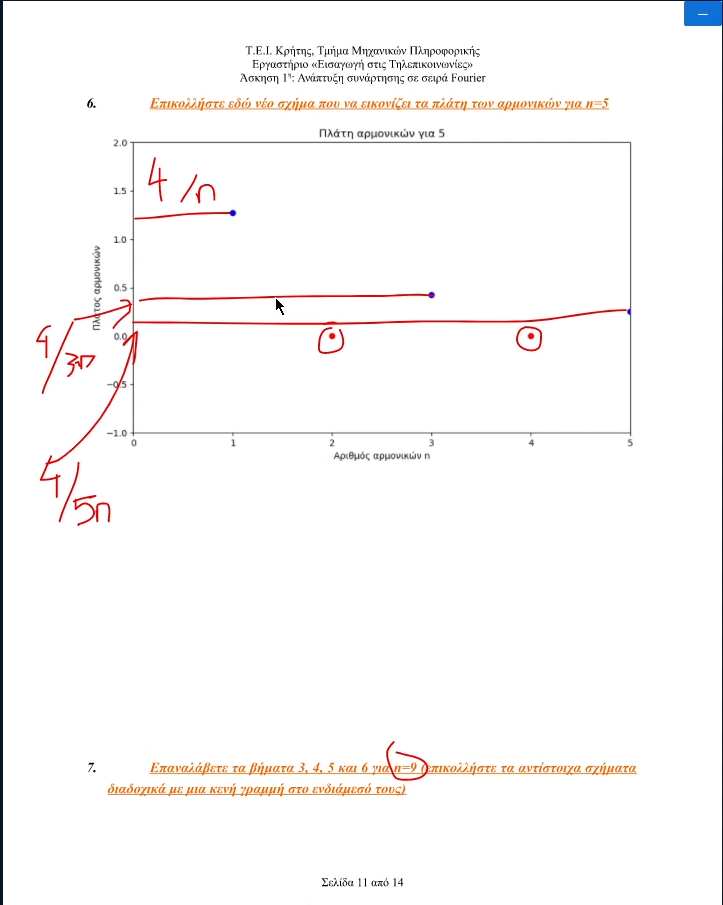 Τ.Ε.Ι. Κρήτης, Τμήμα Μηχανικών Πληροφορικής
Εργαστήριο «Εισαγωγή στις Τηλεπικοινωνίες»
Άσκηση 1η: Ανάπτυξη συνάρτησης σε σειρά Fourier
6. Επικολλήστε εδώ νέο σχήμα που να εικονίζει τα πλάτη των αρμονικών για n=5
Πλάτη αρμονικών για 5
2.0
4/π
1.5
1.0
Πλάτος αρμονικών
0.5
0.0
4/3π
−0.5
−1.0
0 1 2 3 4 5
Αριθμός αρμονικών n
4/5π
7. Επαναλάβετε τα βήματα 3, 4, 5 και 6 για n=9 (επικολλήστε τα αντίστοιχα σχήματα
διαδοχικά με μια κενή γραμμή στο ενδιάμεσό τους)
Σελίδα 11 από 14